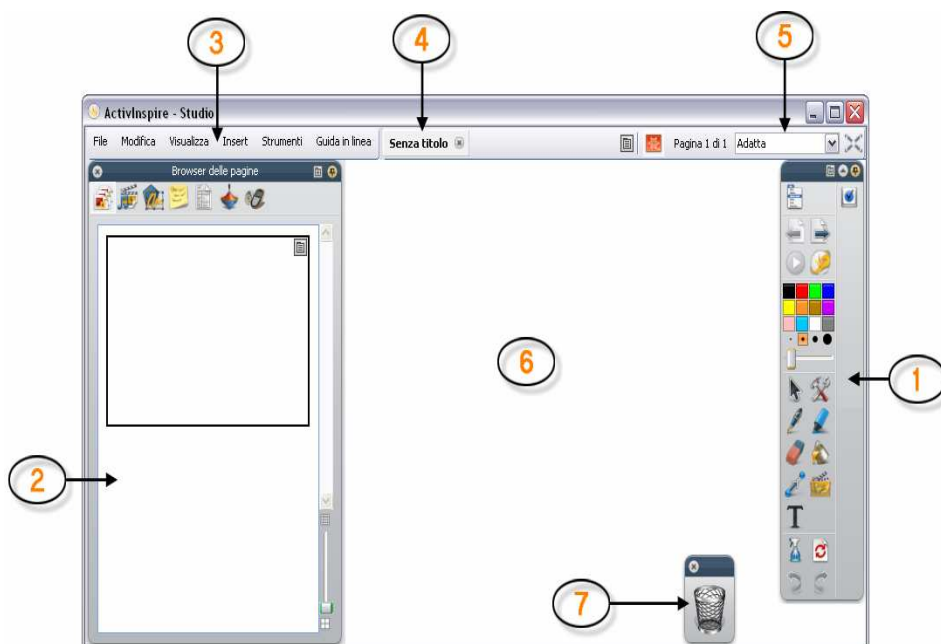 3
4
5
ActivInspire - Studio
File Modifica Visualizza Insert Strumenti Guida in linea
Senza titolo
Pagina 1 di 1
Adatta
Browser delle pagine
6
1
2
T
7